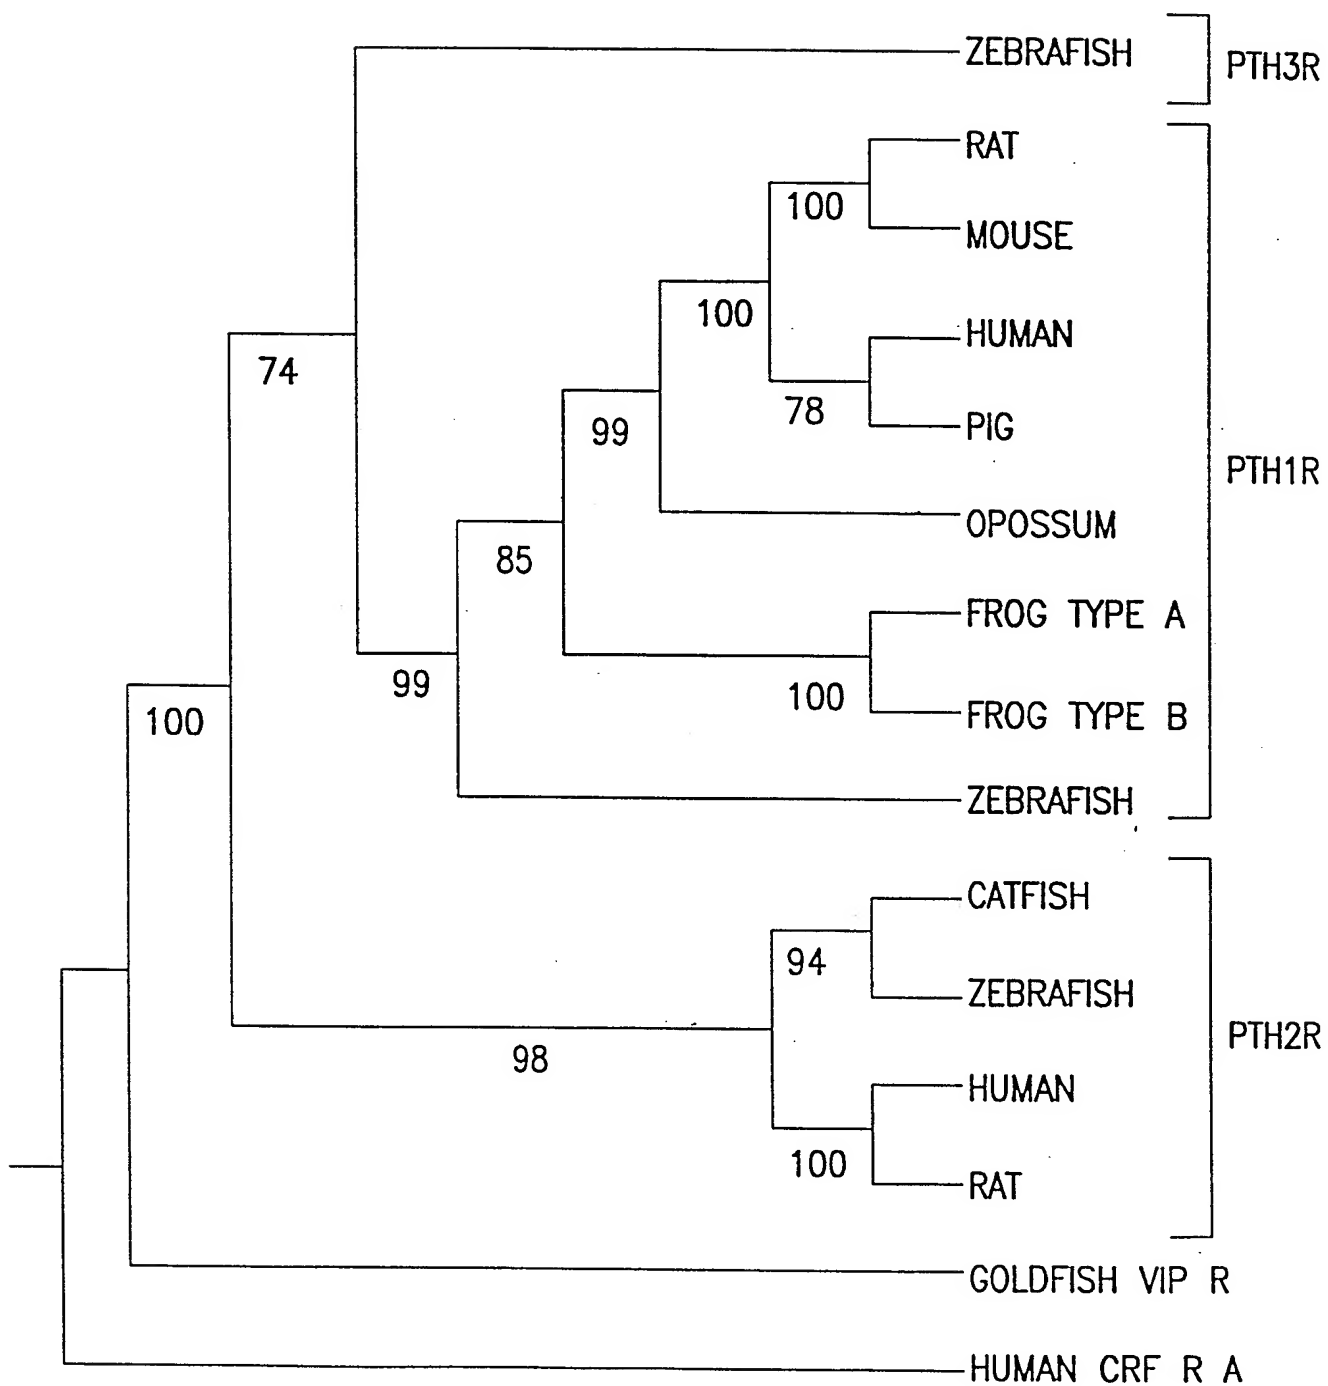 ZEBRAFISH
PTH3R
RAT
100
MOUSE
100
HUMAN
74
78
99
PIG
PTH1R
OPOSSUM
85
FROG TYPE A
99
100
FROG TYPE B
100
ZEBRAFISH
CATFISH
94
ZEBRAFISH
PTH2R
98
HUMAN
100
RAT
GOLDFISH VIP R
HUMAN CRF R A